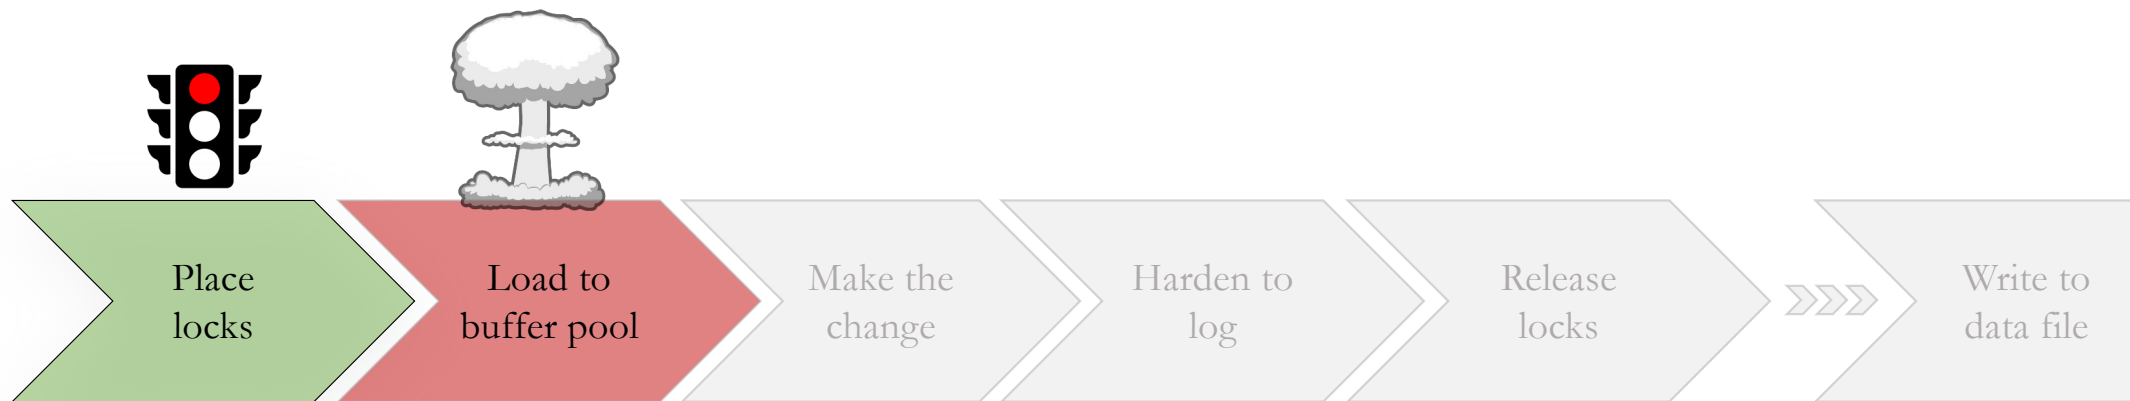 Place
locks
Load to
buffer pool
Make the
change
Harden to
log
Release
locks
Write to
data file